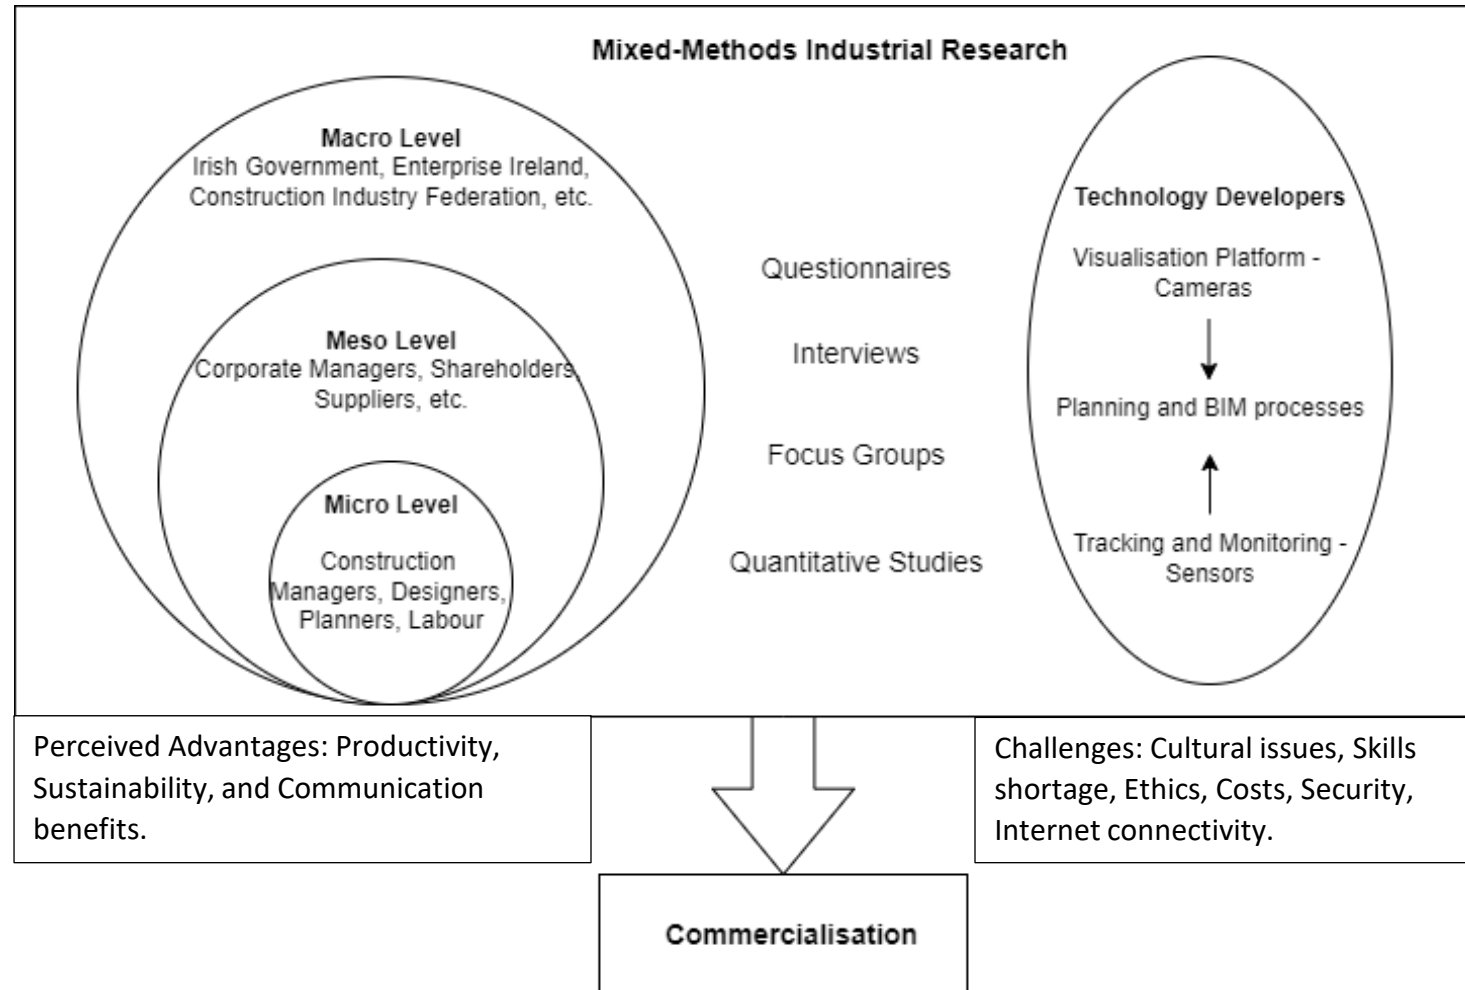 Mixed-Methods Industrial Research
Macro Level
Irish Government, Enterprise Ireland,
Construction Industry Federation, etc.
Meso Level
Corporate Managers, Shareholders,
Suppliers, etc.
Micro Level
Construction
Managers, Designers,
Planners, Labour
Questionnaires
Interviews
Focus Groups
Quantitative Studies
Technology Developers
Visualisation Platform -
Cameras
Planning and BIM processes
Tracking and Monitoring -
Sensors
Perceived Advantages: Productivity,
Sustainability, and Communication
benefits.
Challenges: Cultural issues, Skills
shortage, Ethics, Costs, Security,
Internet connectivity.
Commercialisation